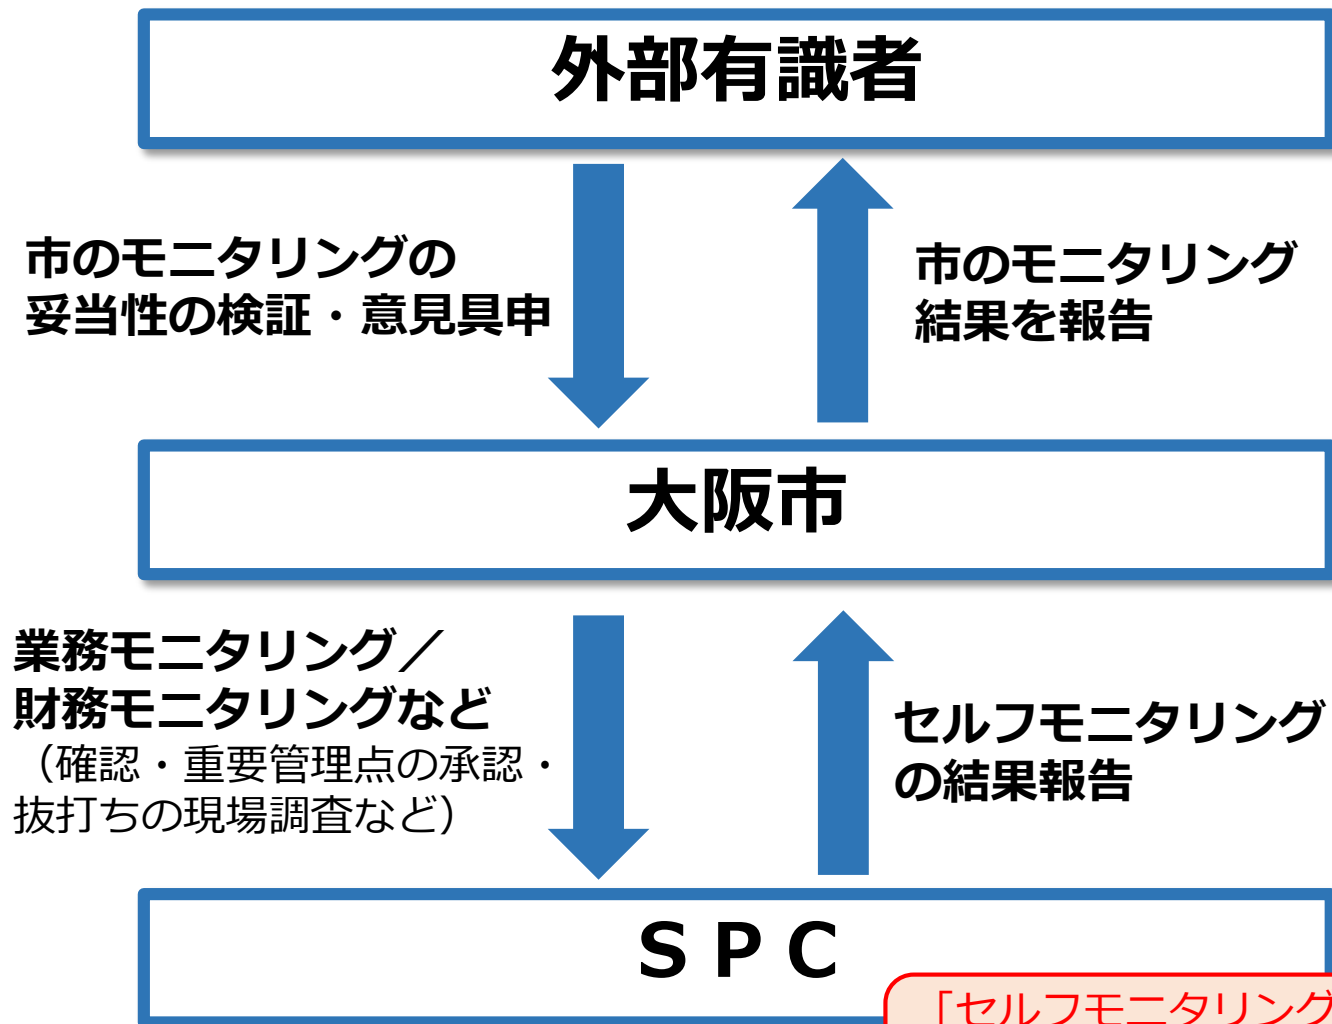 外部有識者
市のモニタリングの
妥当性の検証・意見具申
市のモニタリング
結果を報告
大阪市
業務モニタリング／
財務モニタリングなど
（確認・重要管理点の承認・
抜打ちの現場調査など）
セルフモニタリング
の結果報告
ＳＰＣ
「セルフモニタリング